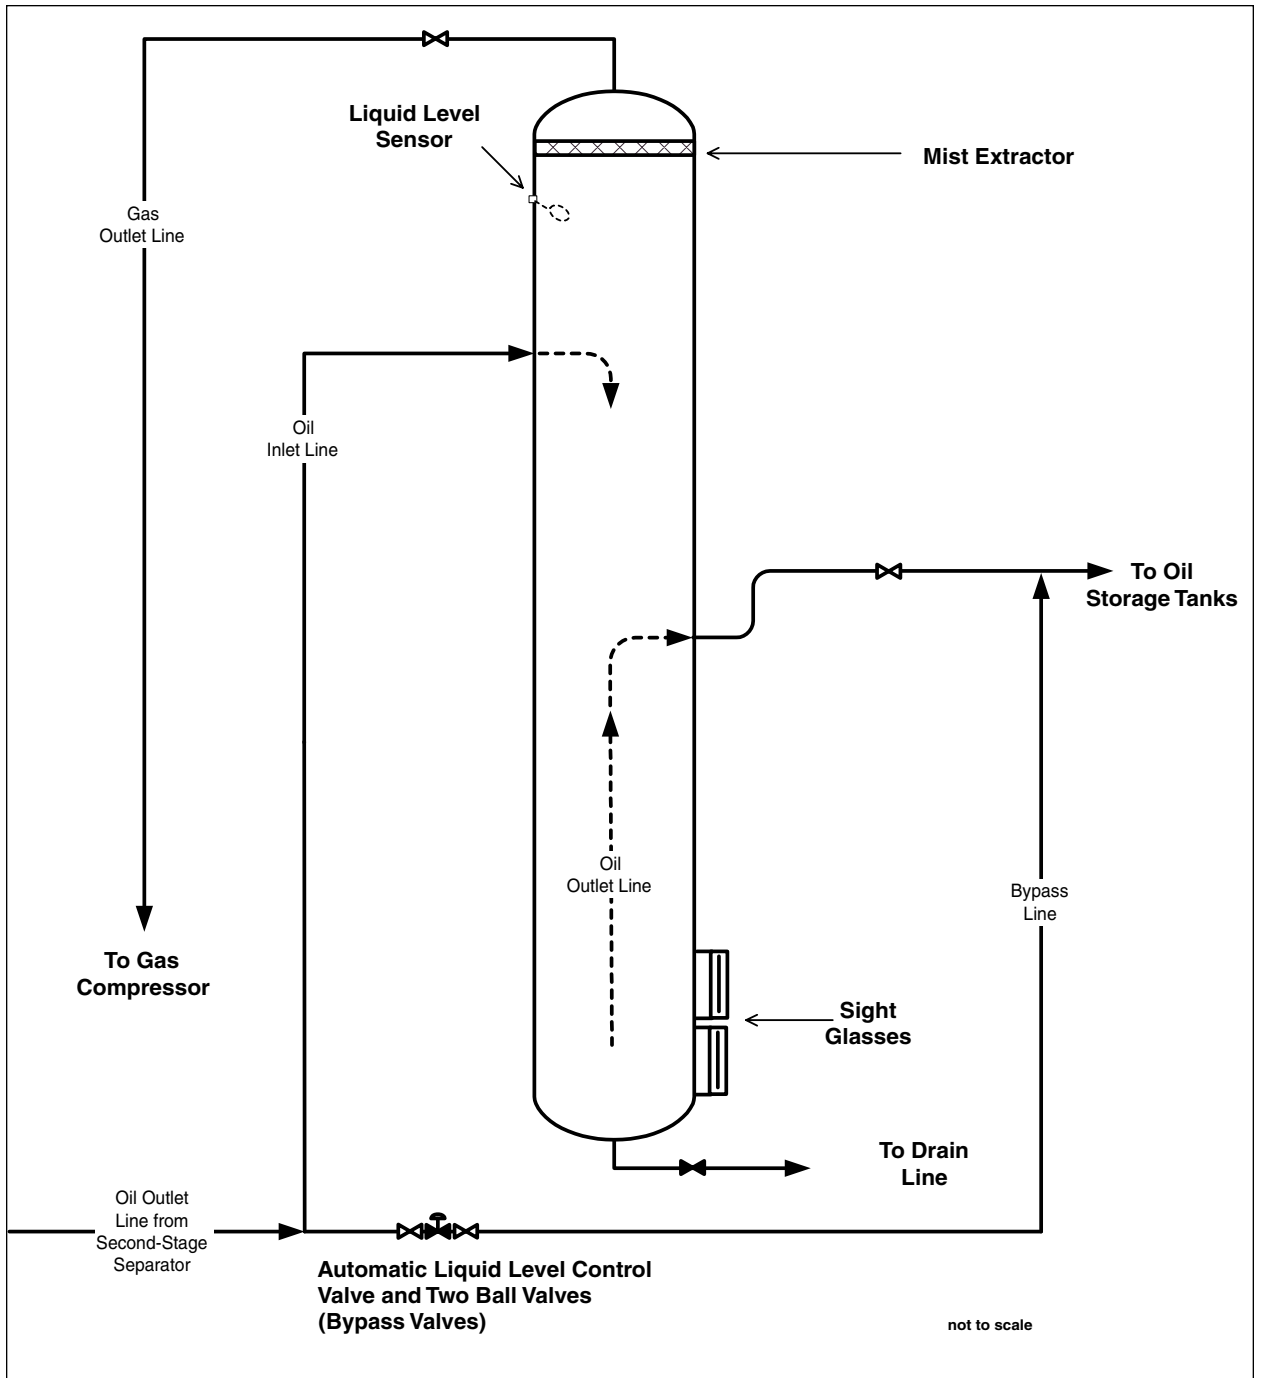 Liquid Level
Sensor
Mist Extractor
Gas
Outlet Line
Oil
Inlet Line
To Oil
Storage Tanks
Oil
Outlet Line
Bypass
Line
To Gas
Compressor
Sight
Glasses
To Drain
Line
Oil Outlet
Line from
Second-Stage
Separator
Automatic Liquid Level Control
Valve and Two Ball Valves
(Bypass Valves)
not to scale